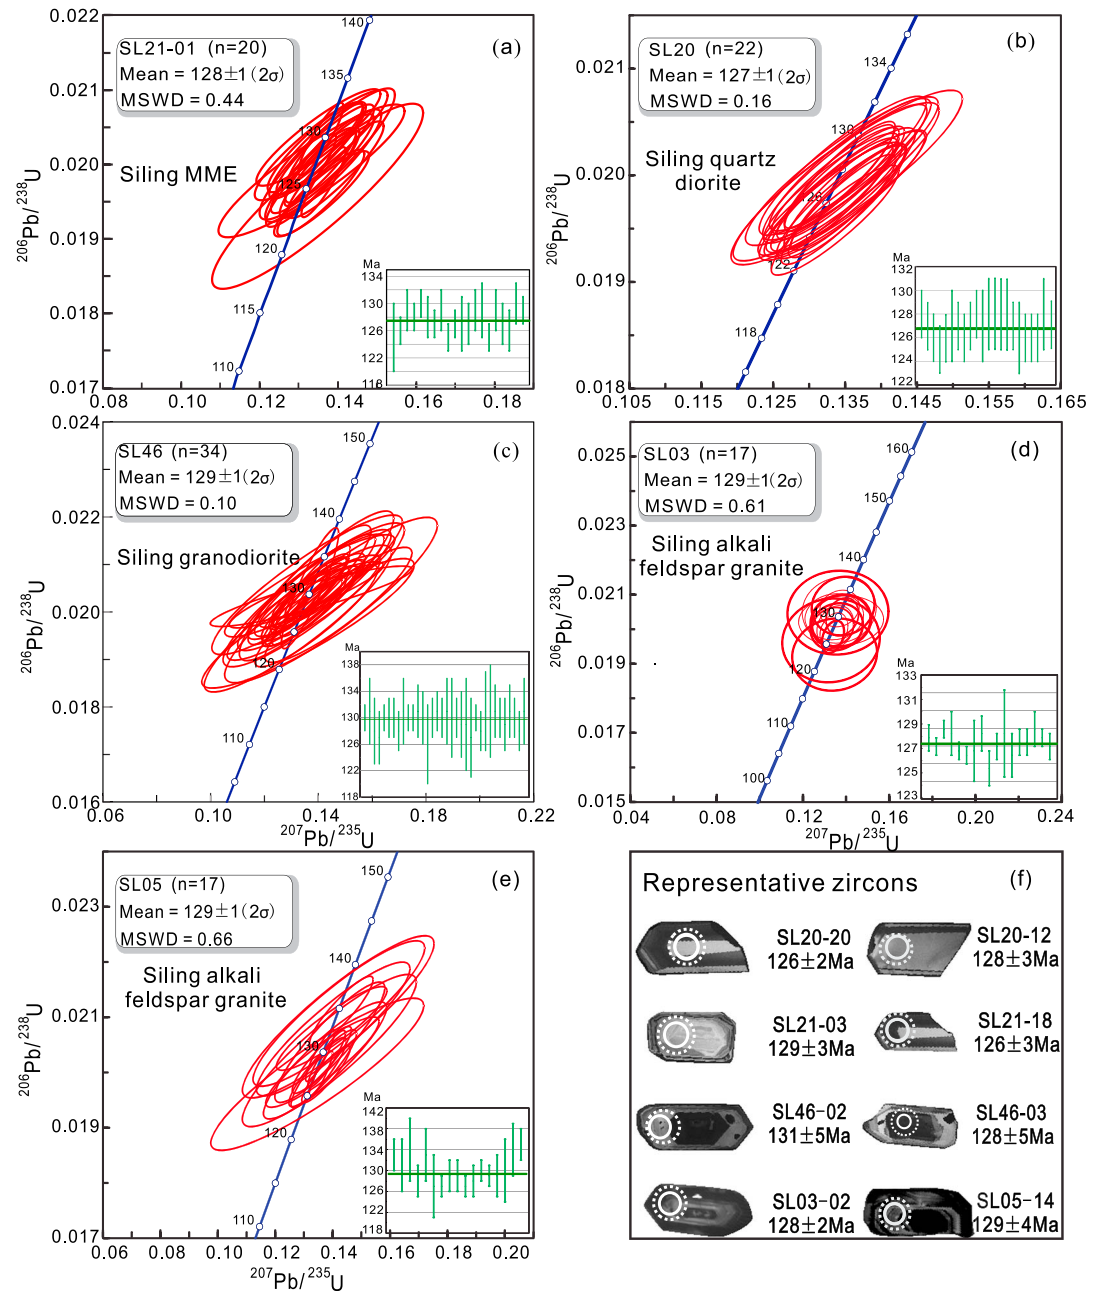 (a)
SL21-01 (n=20)
Mean = 128±1(2σ)
MSWD = 0.44
Siling MME
206Pb/238U
0.022
0.021
0.020
0.019
0.018
0.017
0.08
0.10
0.12
0.14
0.16
0.18
140
135
130
125
120
115
110
Ma
134
130
126
122
118
(b)
SL20 (n=22)
Mean = 127±1(2σ)
MSWD = 0.16
Siling quartz
diorite
206Pb/238U
0.021
0.020
0.019
0.018
0.105
0.115
0.125
0.135
0.145
0.155
0.165
134
130
126
122
118
Ma
132
130
128
126
124
122
(c)
SL46 (n=34)
Mean = 129±1(2σ)
MSWD = 0.10
Siling granodiorite
206Pb/238U
0.024
0.022
0.020
0.018
0.016
0.06
0.10
0.14
0.18
0.22
207Pb/235U
150
140
130
120
110
Ma
138
134
130
126
122
118
(d)
SL03 (n=17)
Mean = 129±1(2σ)
MSWD = 0.61
Siling alkali
feldspar granite
206Pb/238U
0.025
0.023
0.021
0.019
0.017
0.015
0.04
0.08
0.12
0.16
0.20
0.24
207Pb/235U
160
150
140
130
120
110
100
Ma
133
131
129
127
125
123
(e)
SL05 (n=17)
Mean = 129±1(2σ)
MSWD = 0.66
Siling alkali
feldspar granite
206Pb/238U
0.023
0.021
0.019
0.017
0.06
0.08
0.10
0.12
0.14
0.16
0.18
0.20
207Pb/235U
150
140
130
120
110
Ma
142
138
134
130
126
122
118
(f)
Representative zircons
SL20-20
126±2Ma
SL20-12
128±3Ma
SL21-03
129±3Ma
SL21-18
126±3Ma
SL46-02
131±5Ma
SL46-03
128±5Ma
SL03-02
128±2Ma
SL05-14
129±4Ma